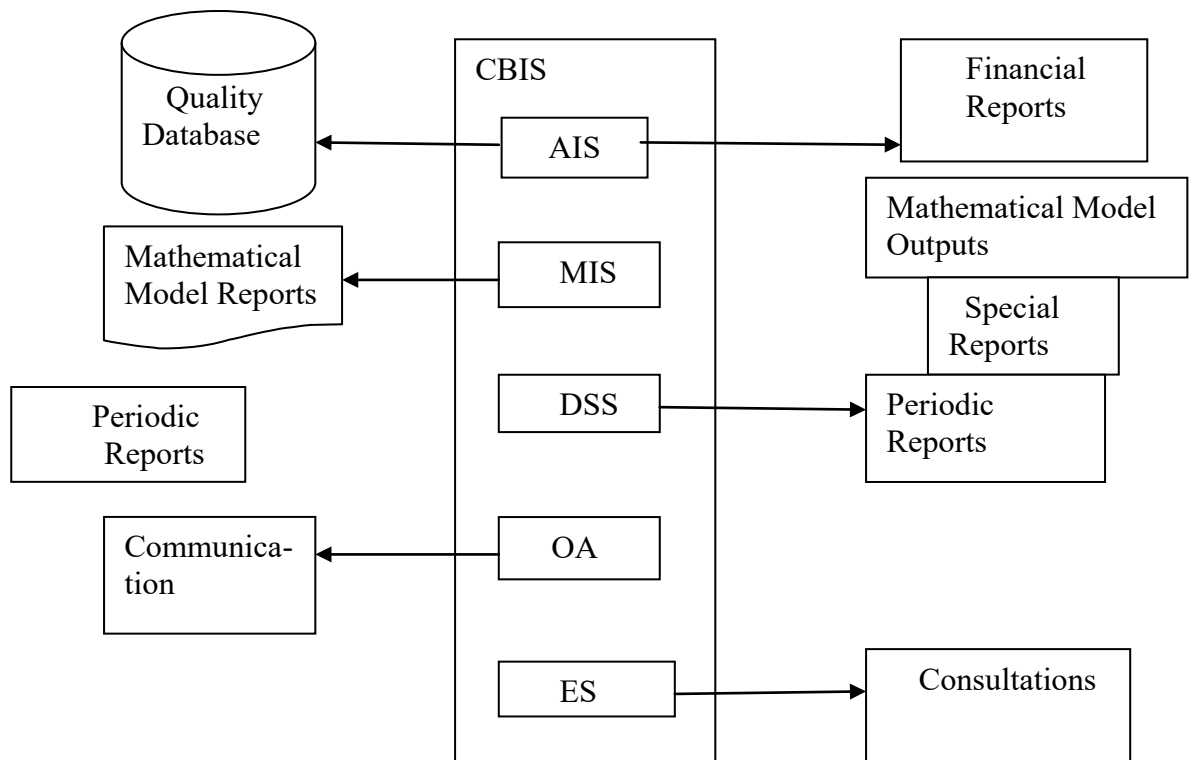 Quality
Database
Mathematical
Model Reports
Periodic
Reports
Communica-
tion
CBIS
AIS
MIS
DSS
OA
ES
Financial
Reports
Mathematical Model
Outputs
Special
Reports
Periodic
Reports
Consultations